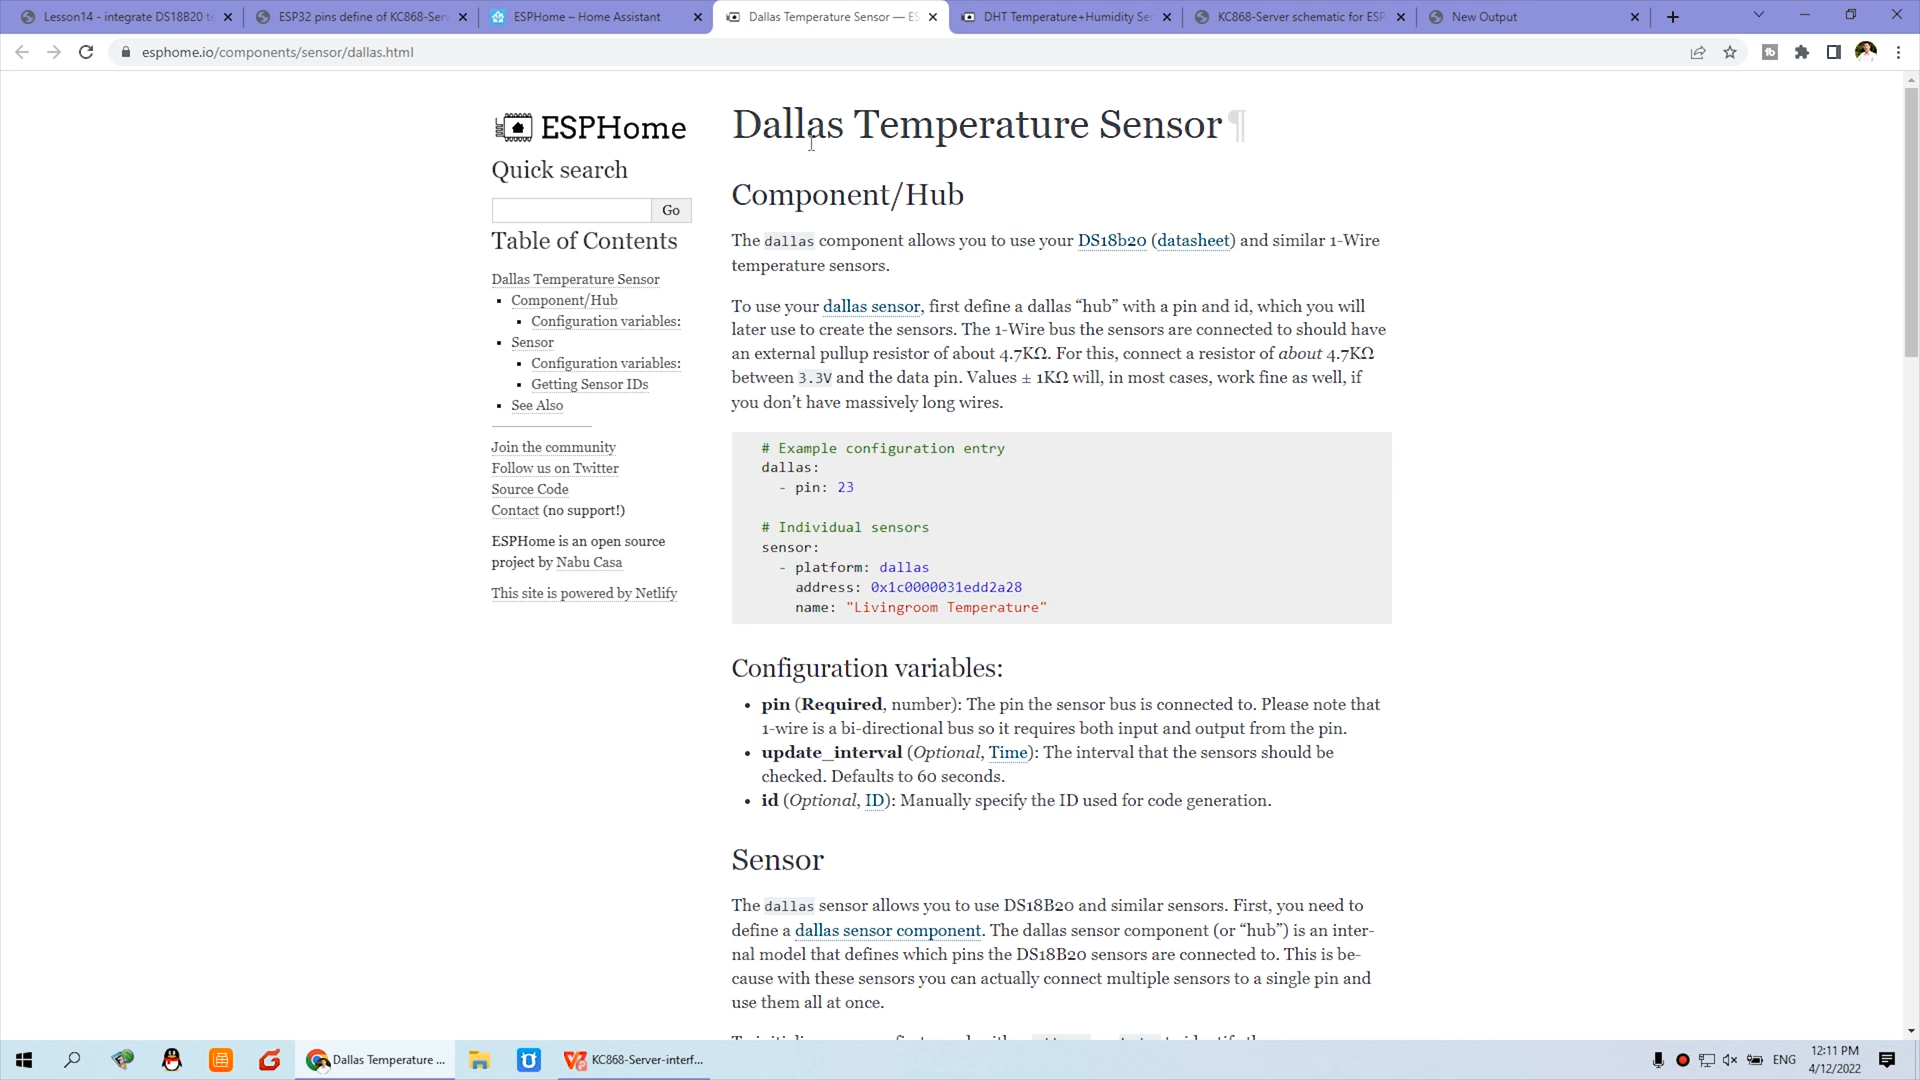 Lesson14 - integrate DS18B20 te
ESP32 pins define of KC868-Serv
ESPHome – Home Assistant
Dallas Temperature Sensor — ES
DHT Temperature+Humidity Sen
KC868-Server schematic for ESP
New Output
esphome.io/components/sensor/dallas.html
ESPHome
Quick search
Go
Table of Contents
Dallas Temperature Sensor
Component/Hub
Configuration variables:
Sensor
Configuration variables:
Getting Sensor IDs
See Also
Join the community
Follow us on Twitter
Source Code
Contact (no support!)
ESPHome is an open source
project by Nabu Casa
This site is powered by Netlify
Dallas Temperature Sensor¶
Component/Hub
The dallas component allows you to use your DS18b20 (datasheet) and similar 1-Wire
temperature sensors.
To use your dallas sensor, first define a dallas “hub” with a pin and id, which you will
later use to create the sensors. The 1-Wire bus the sensors are connected to should have
an external pullup resistor of about 4.7KΩ. For this, connect a resistor of about 4.7KΩ
between 3.3V and the data pin. Values ± 1KΩ will, in most cases, work fine as well, if
you don’t have massively long wires.
# Example configuration entry
dallas:
- pin: 23
# Individual sensors
sensor:
- platform: dallas
address: 0x1c0000031edd2a28
name: "Livingroom Temperature"
Configuration variables:
• pin (Required, number): The pin the sensor bus is connected to. Please note that
1-wire is a bi-directional bus so it requires both input and output from the pin.
• update_interval (Optional, Time): The interval that the sensors should be
checked. Defaults to 60 seconds.
• id (Optional, ID): Manually specify the ID used for code generation.
Sensor
The dallas sensor allows you to use DS18B20 and similar sensors. First, you need to
define a dallas sensor component. The dallas sensor component (or “hub”) is an inter-
nal model that defines which pins the DS18B20 sensors are connected to. This is be-
cause with these sensors you can actually connect multiple sensors to a single pin and
use them all at once.
Dallas Temperature ...
KC868-Server-interf...
ENG
12:11 PM
4/12/2022